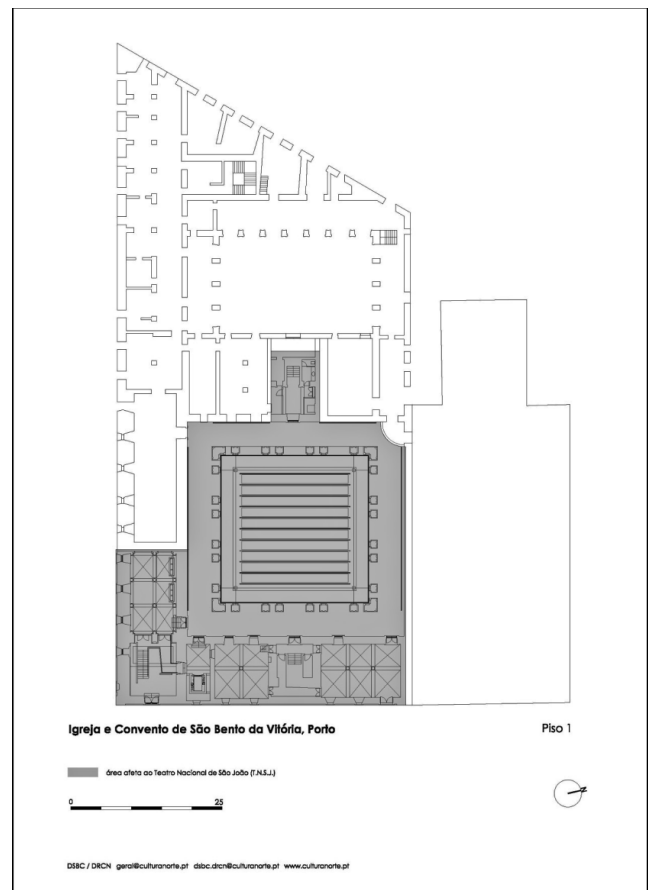 Igreja e Convento de São Bento da Vitória, Porto
Piso 1
área afeta ao Teatro Nacional de São João (T.N.S.J.)
0 25
N
DSBC / DRCN geral@culturanorte.pt dsbc.drcn@culturanorte.pt www.culturanorte.pt